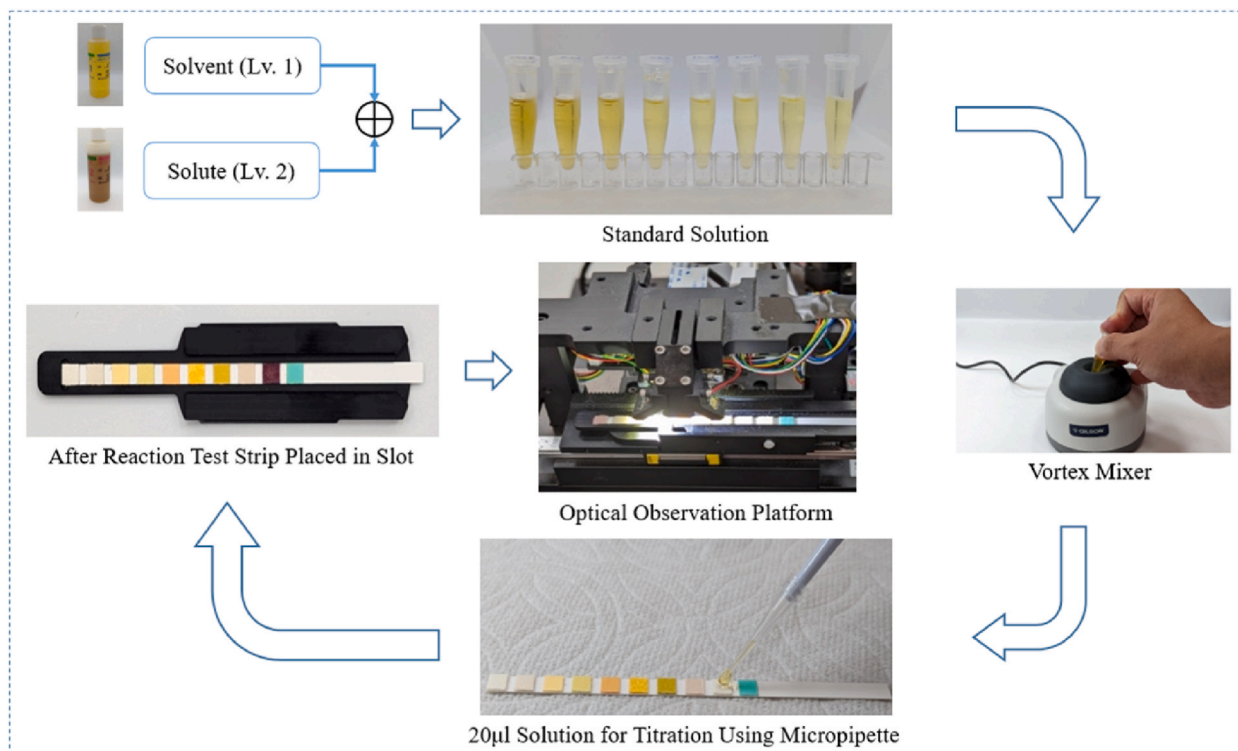 Solvent (Lv. 1)
Solute (Lv. 2)
Standard Solution
After Reaction Test Strip Placed in Slot
Optical Observation Platform
GILSON
Vortex Mixer
20μl Solution for Titration Using Micropipette